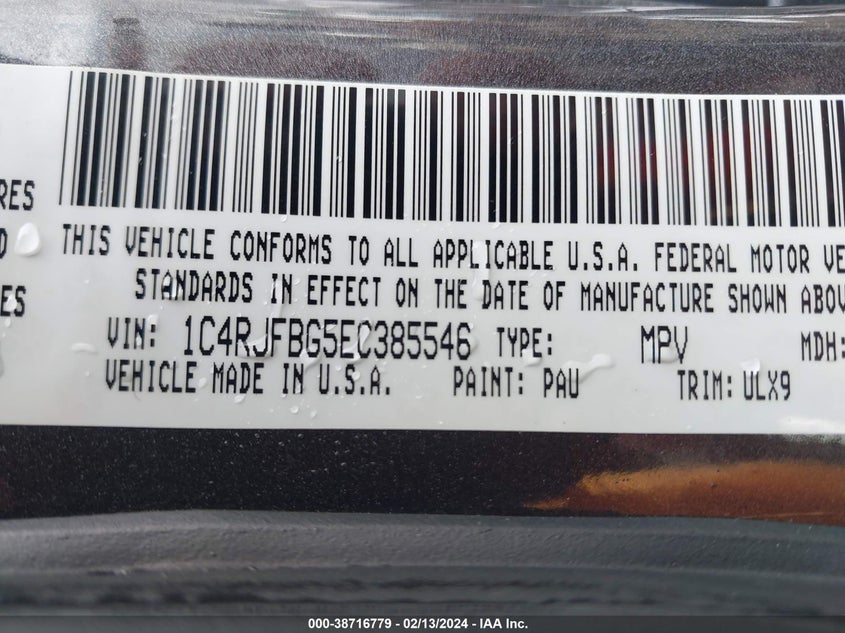 RES
D
ES
THIS VEHICLE CONFORMS TO ALL APPLICABLE U.S.A. FEDERAL MOTOR VE
STANDARDS IN EFFECT ON THE DATE OF MANUFACTURE SHOWN ABOV
VIN: 1C4RJFBG5EC385546 TYPE: MPV MDH:
VEHICLE MADE IN U.S.A. PAINT: PAU TRIM: ULX9
000-38716779 - 02/13/2024 - IAA Inc.